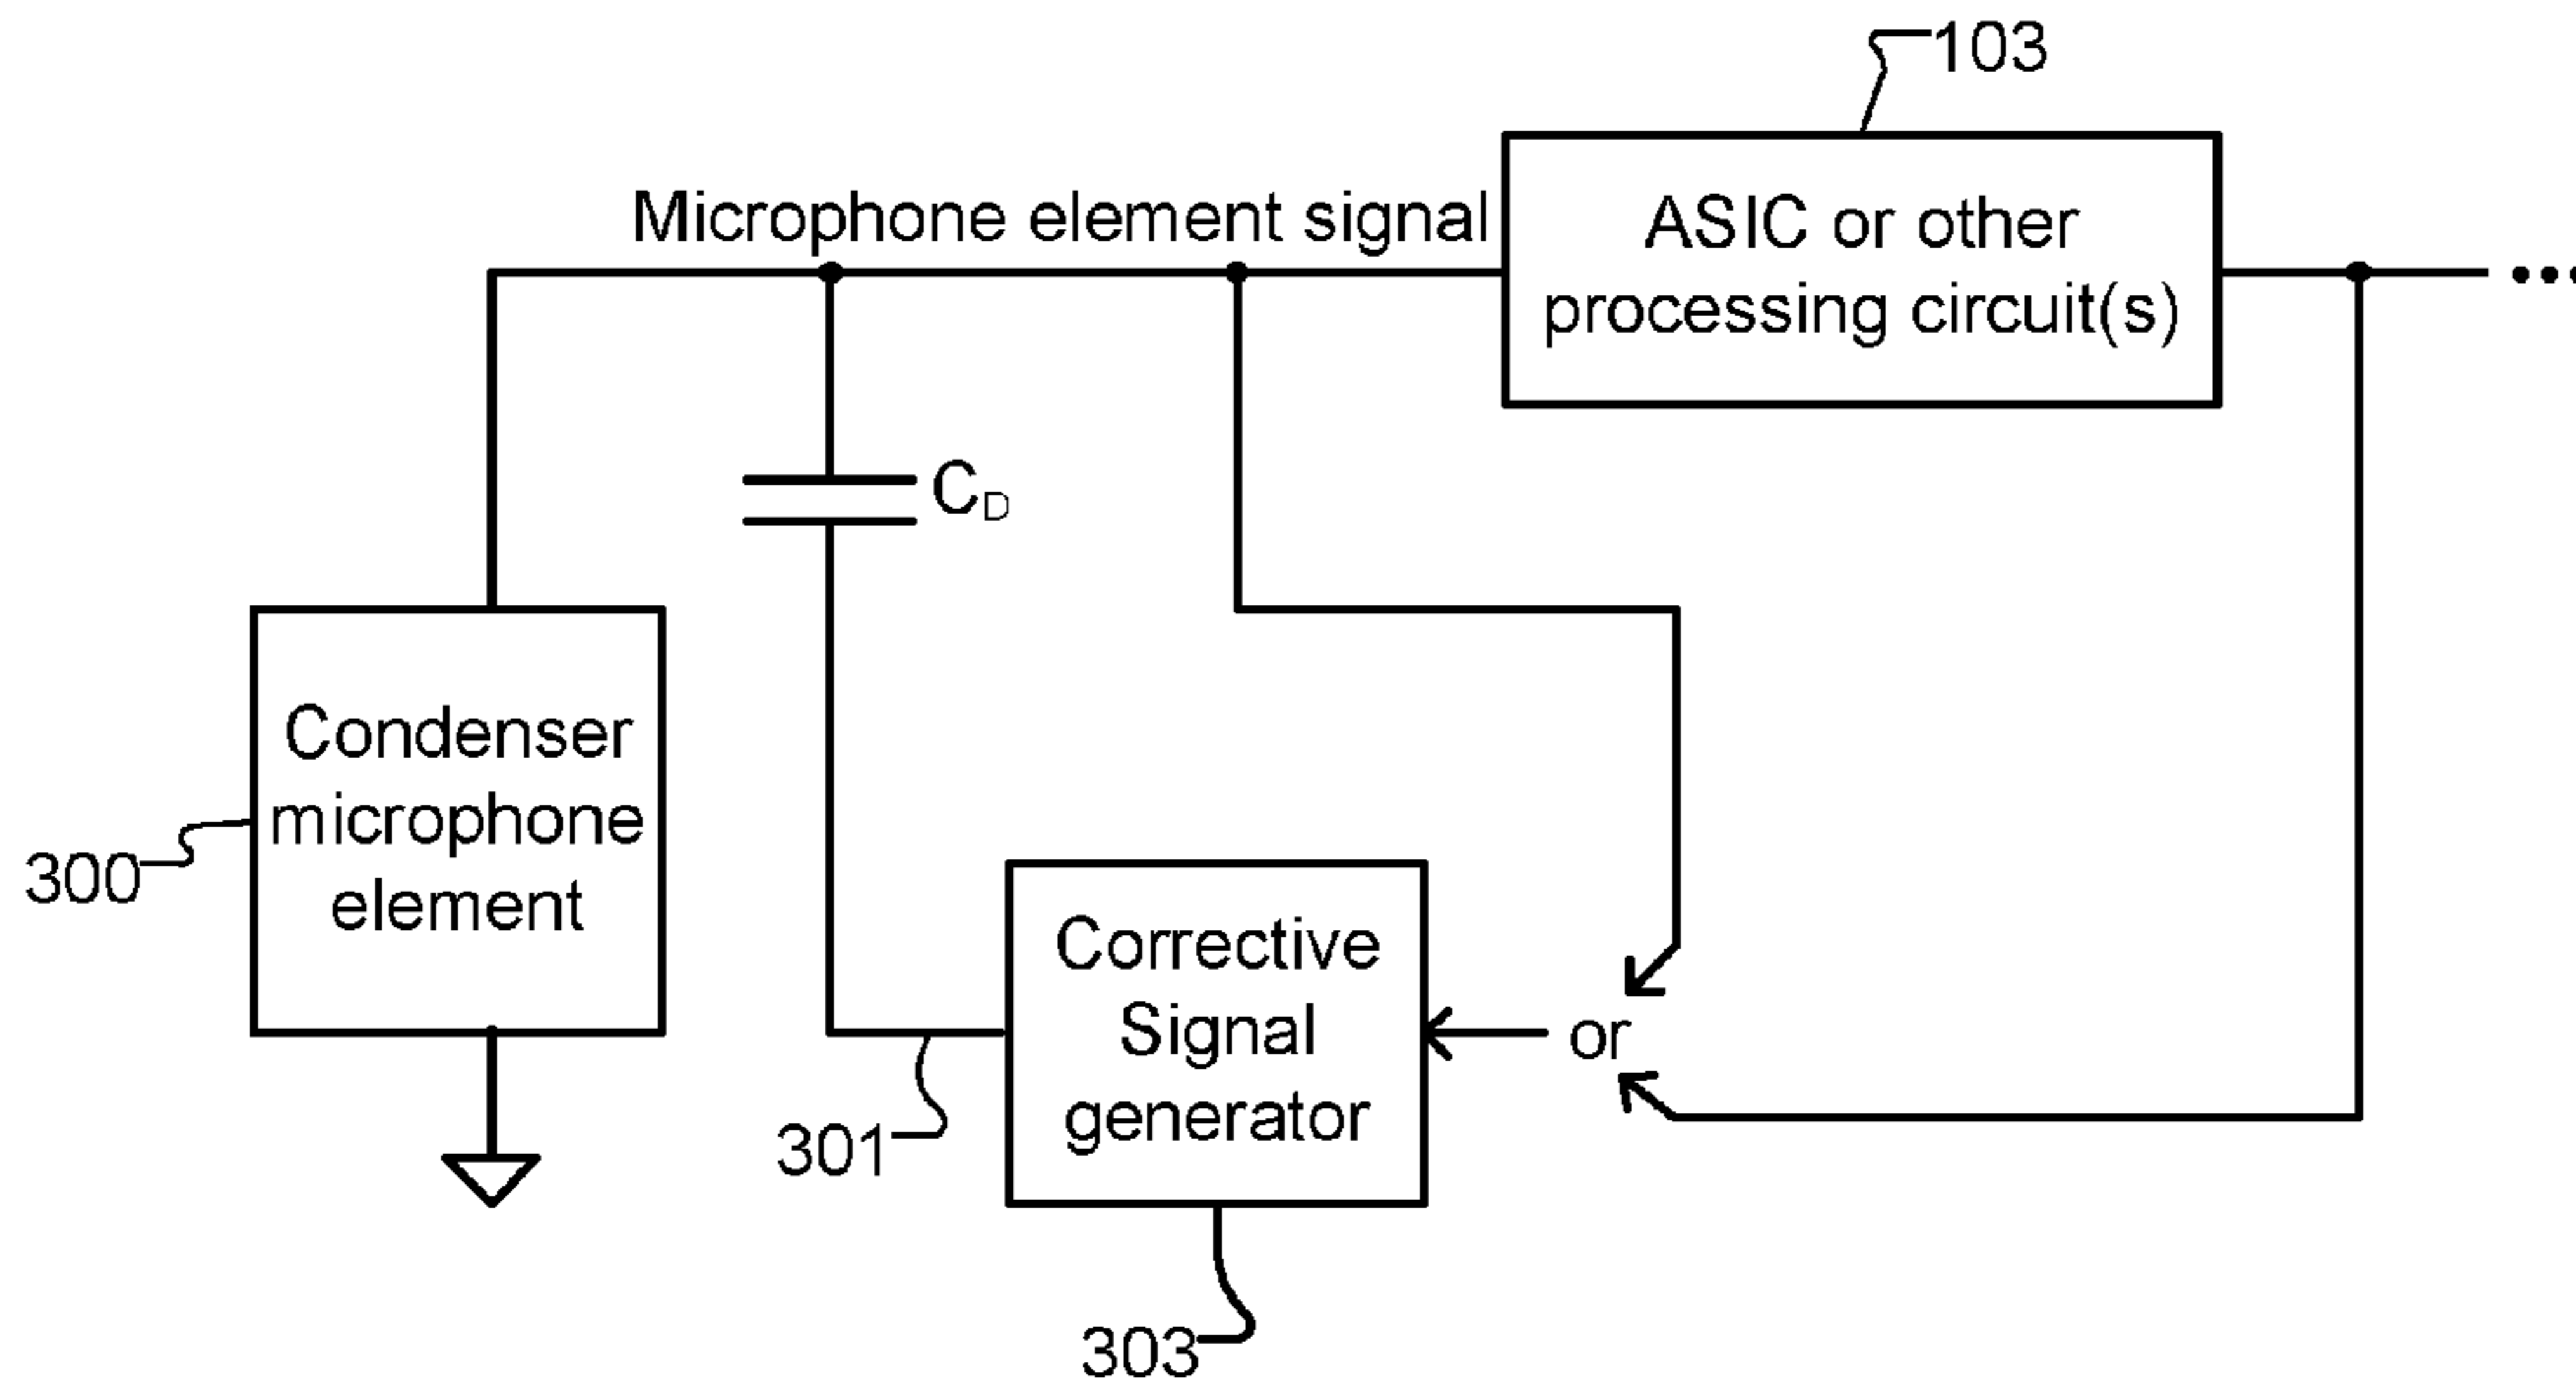 103
Microphone element signal
ASIC or other
processing circuit(s)
...
CD
Condenser
microphone
element
300
Corrective
Signal
generator
or
301
303